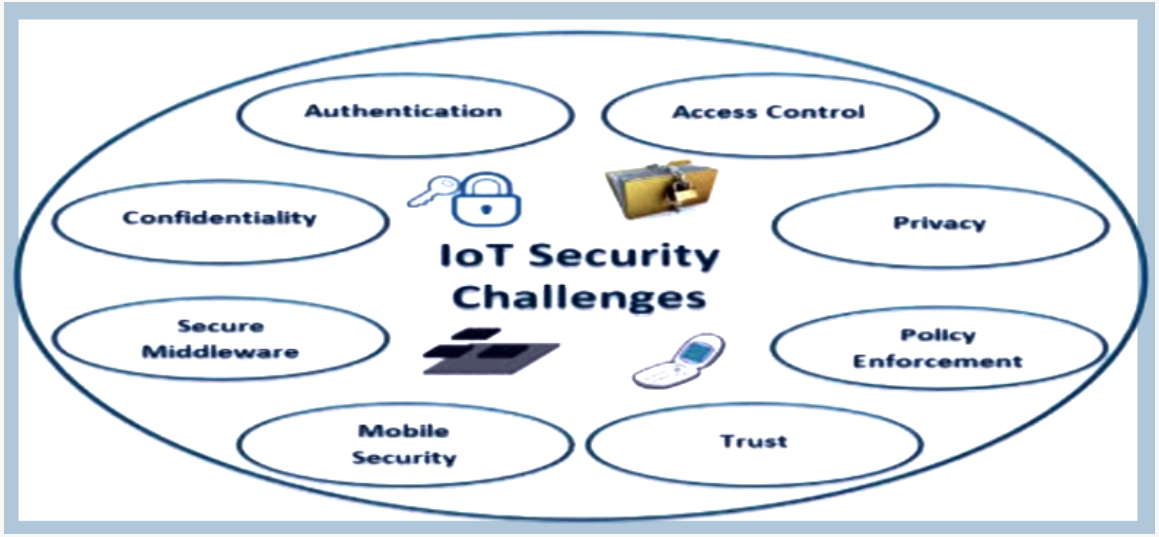 Authentication
Access Control
Confidentiality
Privacy
IoT Security
Challenges
Secure
Middleware
Policy
Enforcement
Mobile
Security
Trust